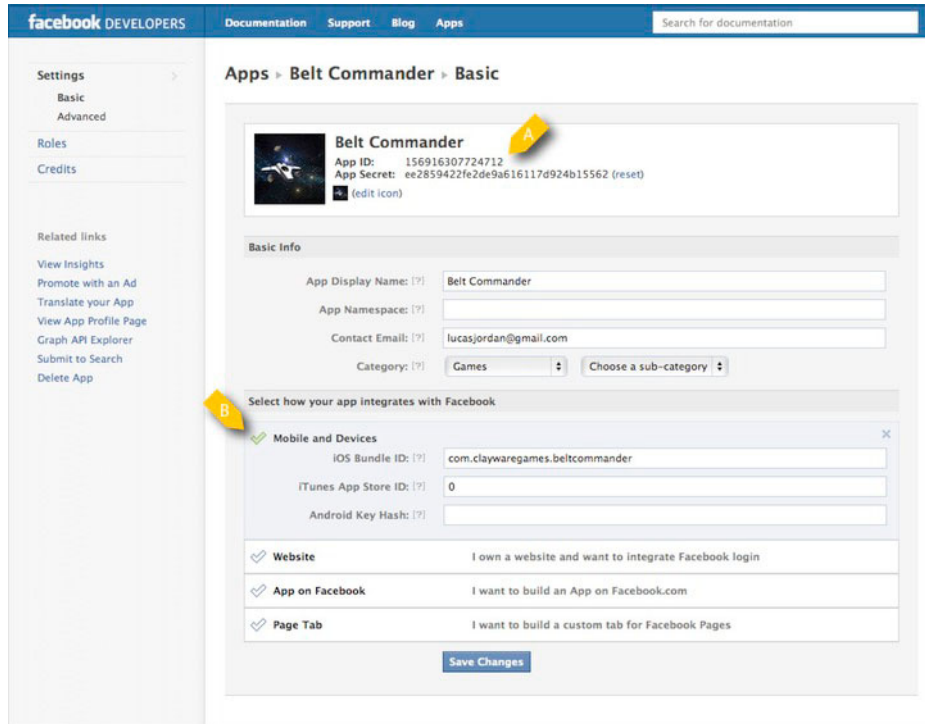 facebook DEVELOPERS Documentation Support Blog Apps Search for documentation
Settings
Basic
Advanced
Roles
Credits
Related links
View Insights
Promote with an Ad
Translate your App
View App Profile Page
Graph API Explorer
Submit to Search
Delete App
Apps ▸ Belt Commander ▸ Basic
A
Belt Commander
App ID: 156916307724712
App Secret: ee2859422fe2de9a616117d924b15562 (reset)
(edit icon)
Basic Info
App Display Name: [?] Belt Commander
App Namespace: [?]
Contact Email: [?] lucasjordan@gmail.com
Category: [?] Games Choose a sub-category
Select how your app integrates with Facebook
B
Mobile and Devices
iOS Bundle ID: [?] com.claywaregames.beltcommander
iTunes App Store ID: [?] 0
Android Key Hash: [?]
Website I own a website and want to integrate Facebook login
App on Facebook I want to build an App on Facebook.com
Page Tab I want to build a custom tab for Facebook Pages
Save Changes